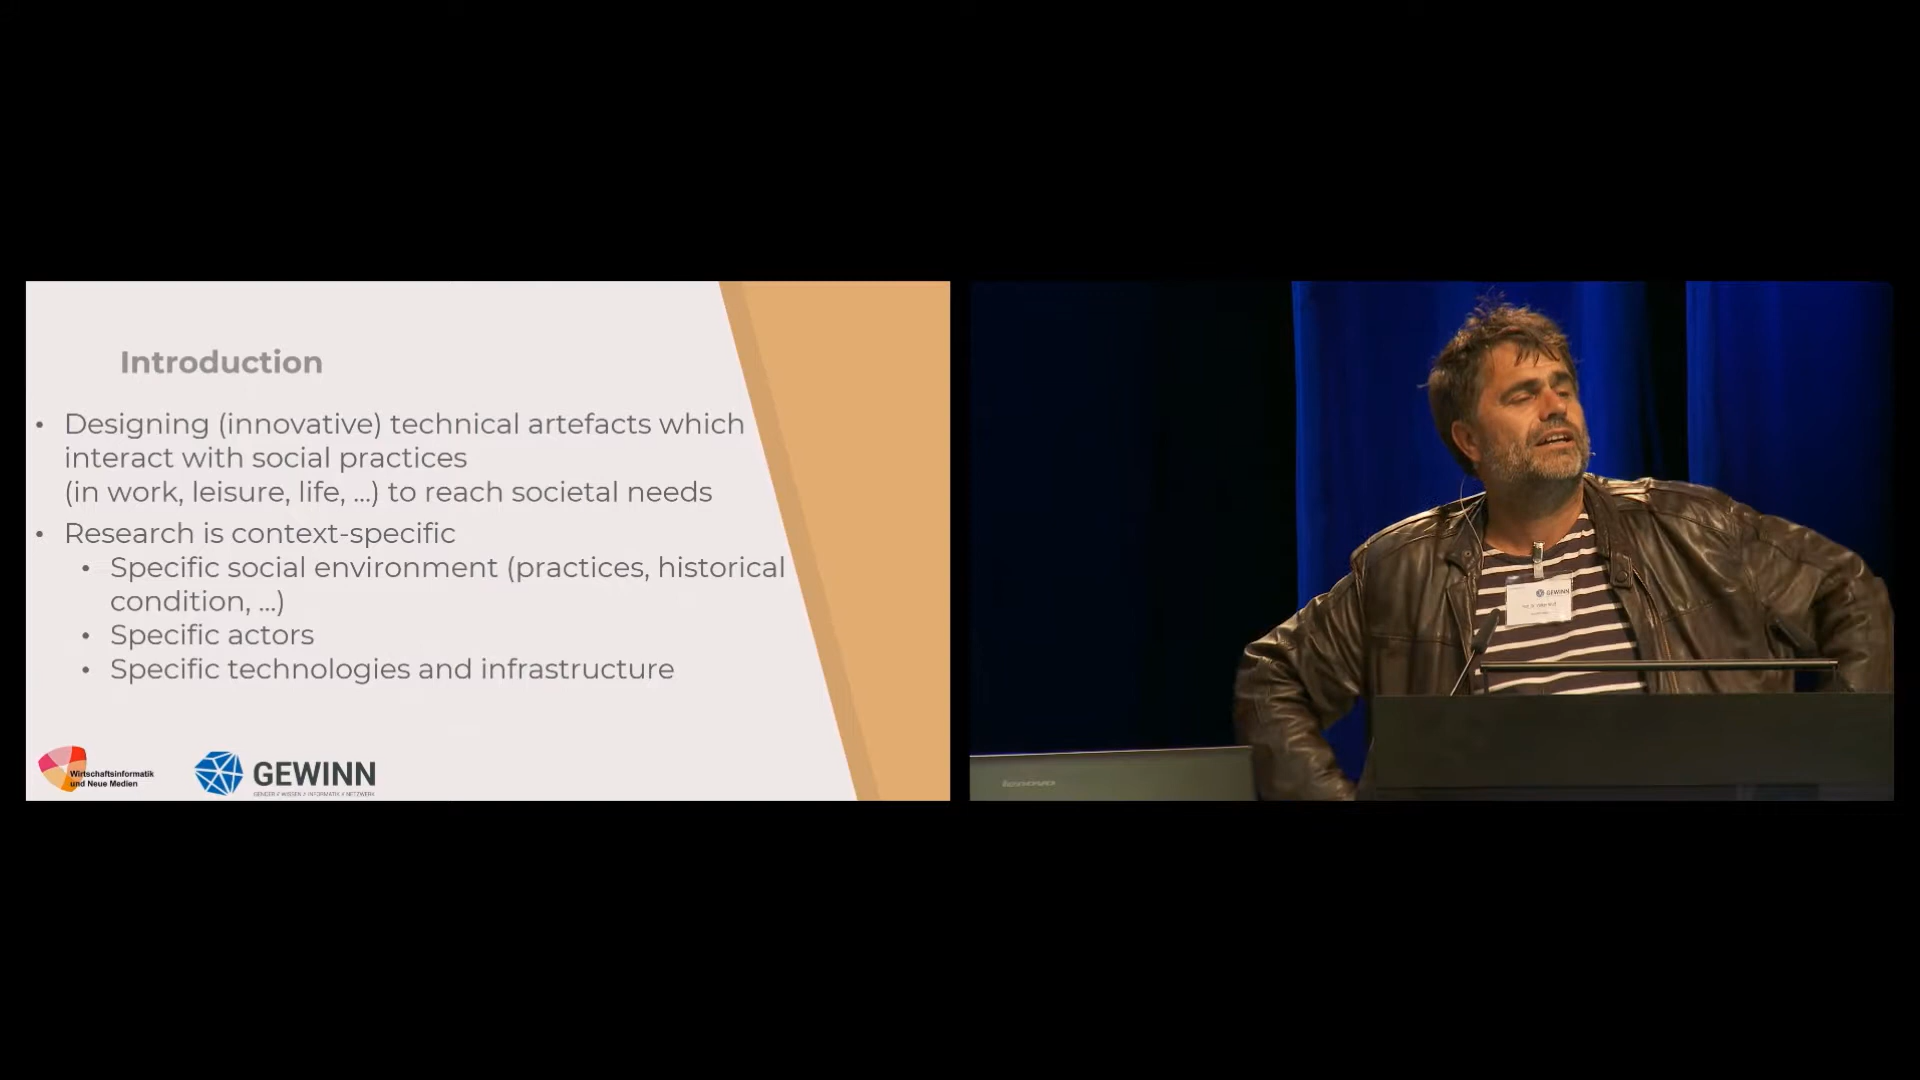 Introduction
• Designing (innovative) technical artefacts which
interact with social practices
(in work, leisure, life, ...) to reach societal needs
• Research is context-specific
• Specific social environment (practices, historical
condition, ...)
• Specific actors
• Specific technologies and infrastructure
Wirtschaftsinformatik
und Neue Medien
GEWINN
GENDER // WISSEN // INFORMATIK // NETZWERK
GEWINN
lenovo